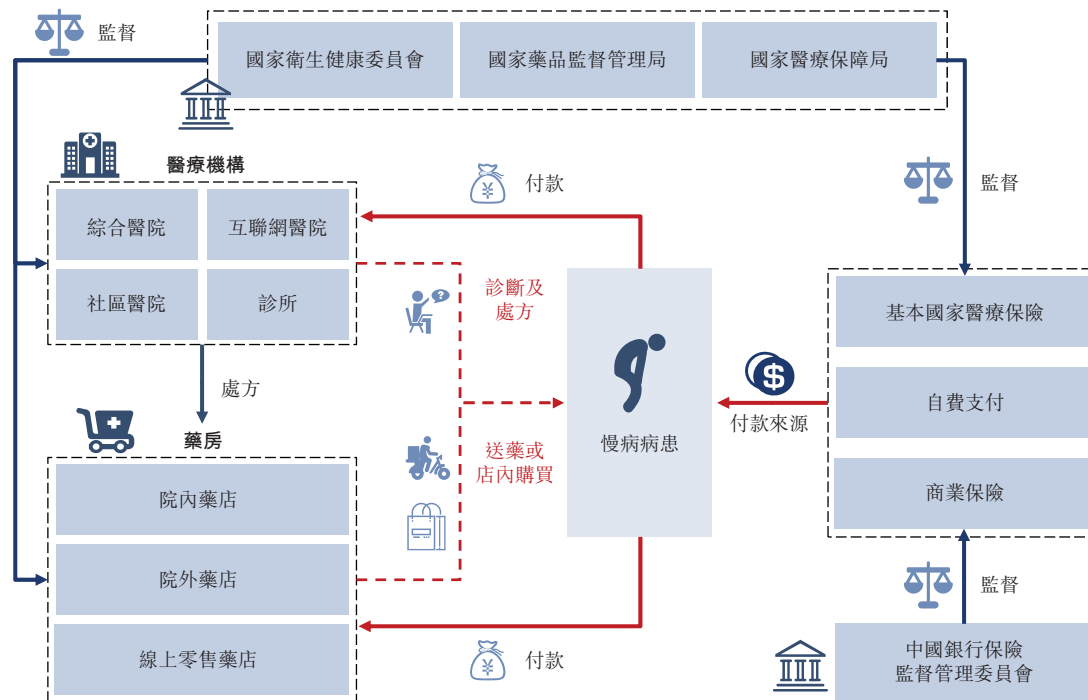 監督
國家衛生健康委員會
國家藥品監督管理局
國家醫療保障局
醫療機構
付款
監督
綜合醫院
互聯網醫院
社區醫院
診所
診斷及
處方
基本國家醫療保險
處方
自費支付
付款來源
藥房
慢病病患
送藥或
店內購買
院內藥店
商業保險
院外藥店
監督
線上零售藥店
付款
中國銀行保險
監督管理委員會